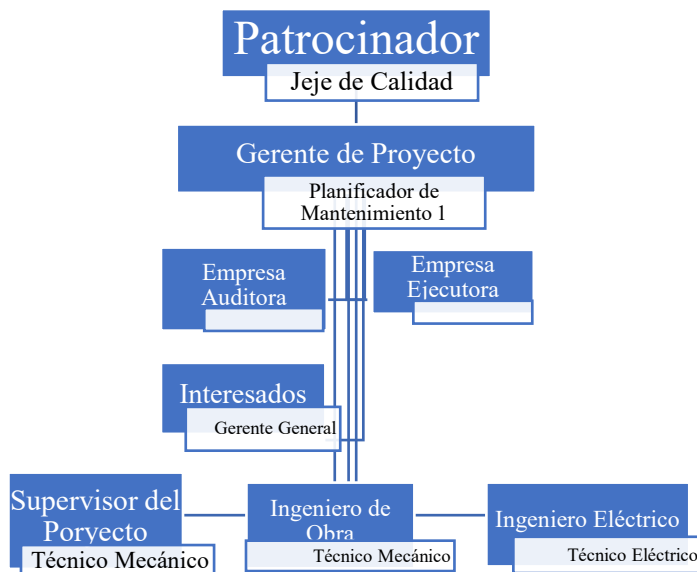 Patrocinador
Jeje de Calidad
Gerente de Proyecto
Planificador de
Mantenimiento 1
Empresa
Auditora
Empresa
Ejecutora
Interesados
Gerente General
Supervisor del
Poryecto
Técnico Mecánico
Ingeniero de
Obra
Técnico Mecánico
Ingeniero Eléctrico
Técnico Eléctrico